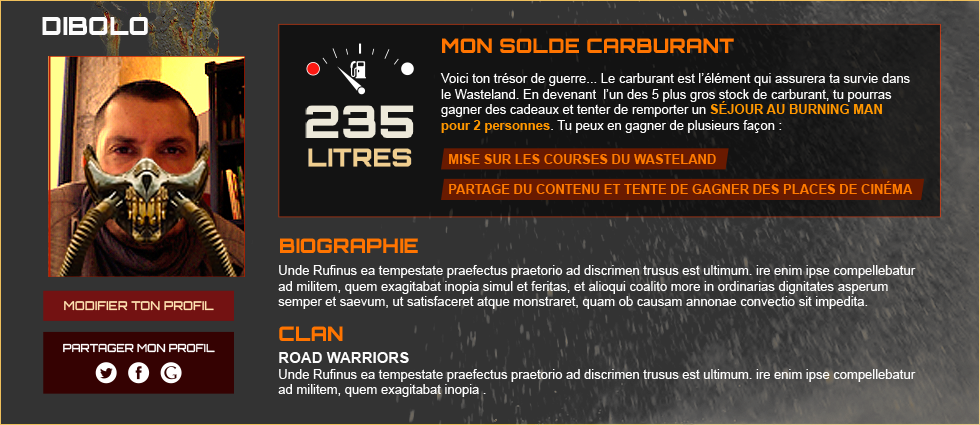 DIBOLO
MODIFIER TON PROFIL
PARTAGER MON PROFIL
235
LITRES
MON SOLDE CARBURANT
Voici ton trésor de guerre... Le carburant est l'élément qui assurera ta survie dans
le Wasteland. En devenant l'un des 5 plus gros stock de carburant, tu pourras
gagner des cadeaux et tenter de remporter un SÉJOUR AU BURNING MAN
pour 2 personnes. Tu peux en gagner de plusieurs façon :
MISE SUR LES COURSES DU WASTELAND
PARTAGE DU CONTENU ET TENTE DE GAGNER DES PLACES DE CINÉMA
BIOGRAPHIE
Unde Rufinus ea tempestate praefectus praetorio ad discrimen trusus est ultimum. ire enim ipse compellebatur
ad militem, quem exagitabat inopia simul et feritas, et alioqui coalito more in ordinarias dignitates asperum
semper et saevum, ut satisfaceret atque monstraret, quam ob causam annonae convectio sit impedita.
CLAN
ROAD WARRIORS
Unde Rufinus ea tempestate praefectus praetorio ad discrimen trusus est ultimum. ire enim ipse compellebatur
ad militem, quem exagitabat inopia .